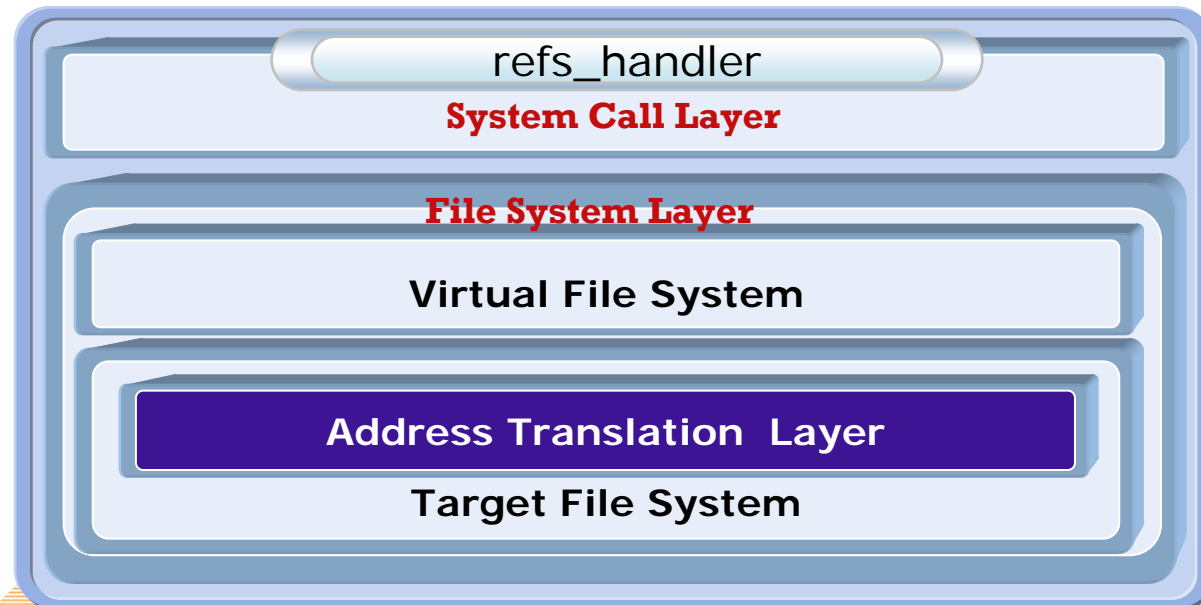 refs_handler
System Call Layer
File System Layer
Virtual File System
Address Translation Layer
Target File System